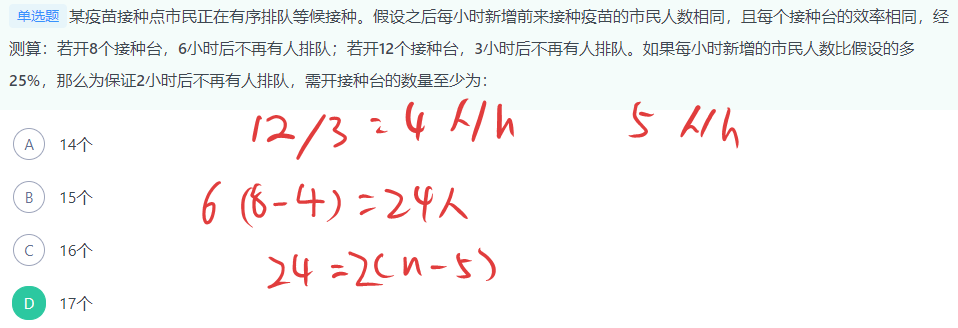 单选题 某疫苗接种点市民正在有序排队等候接种。假设之后每小时新增前来接种疫苗的市民人数相同，且每个接种台的效率相同，经
测算：若开8个接种台，6小时后不再有人排队；若开12个接种台，3小时后不再有人排队。如果每小时新增的市民人数比假设的多
25%，那么为保证2小时后不再有人排队，需开接种台的数量至少为：
12/3=4人/h 5人/h
A 14个
B 15个
6(8-4)=24人
C 16个
24=2(n-5)
D 17个